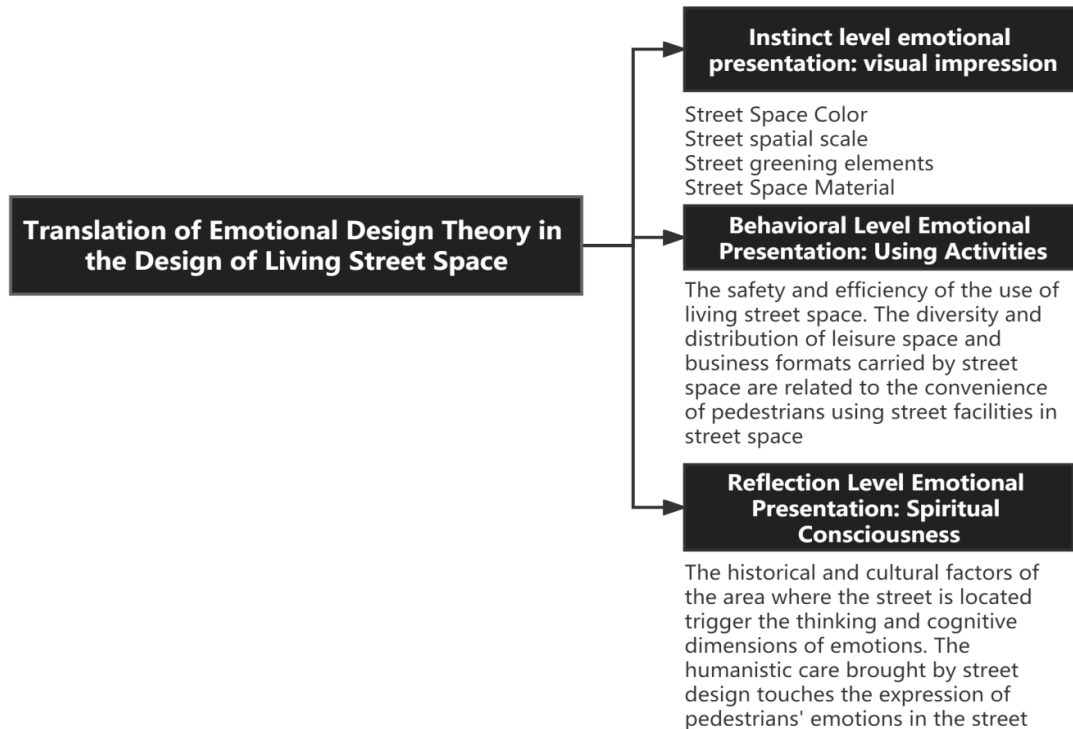 Translation of Emotional Design Theory in
the Design of Living Street Space
Instinct level emotional
presentation: visual impression
Street Space Color
Street spatial scale
Street greening elements
Street Space Material
Behavioral Level Emotional
Presentation: Using Activities
The safety and efficiency of the use of
living street space. The diversity and
distribution of leisure space and
business formats carried by street
space are related to the convenience
of pedestrians using street facilities in
street space
Reflection Level Emotional
Presentation: Spiritual
Consciousness
The historical and cultural factors of
the area where the street is located
trigger the thinking and cognitive
dimensions of emotions. The
humanistic care brought by street
design touches the expression of
pedestrians' emotions in the street